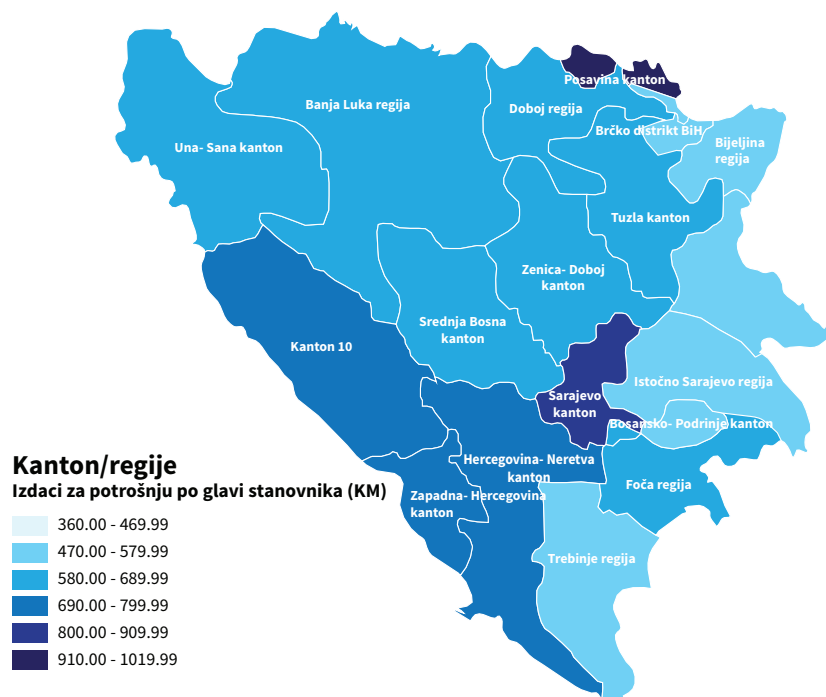 Posavina kanton
Banja Luka regija
Doboj regija
Brčko distrikt BiH
Bijeljina
regija
Una- Sana kanton
Tuzla kanton
Zenica- Doboj
kanton
Srednja Bosna
kanton
Kanton 10
Istočno Sarajevo regija
Sarajevo
kanton
Bosansko- Podrinje kanton
Hercegovina- Neretva
kanton
Foča regija
Zapadna- Hercegovina
kanton
Trebinje regija
Kanton/regije
Izdaci za potrošnju po glavi stanovnika (KM)
360.00 - 469.99
470.00 - 579.99
580.00 - 689.99
690.00 - 799.99
800.00 - 909.99
910.00 - 1019.99